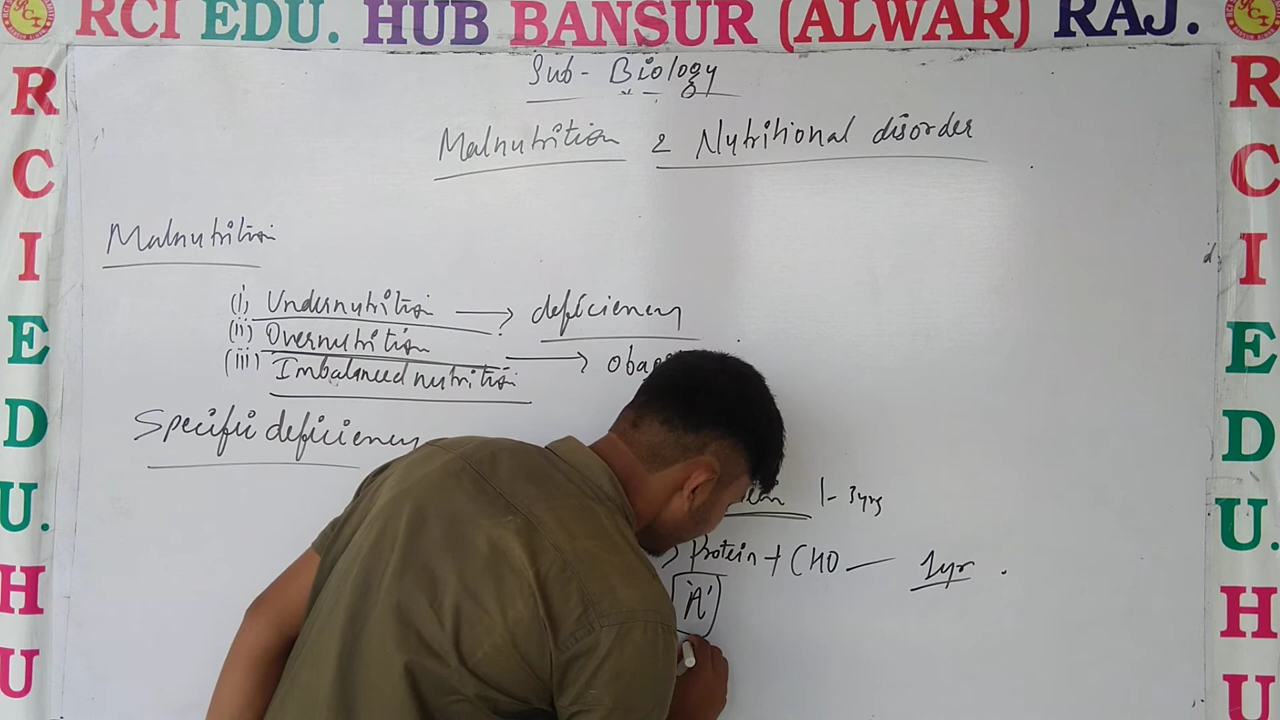 RCI EDU. HUB BANSUR (ALWAR) RAJ.
Sub- Biology
Malnutrition & Nutritional disorder
Malnutrition
(i) Undernutrition → deficiency
(ii) Overnutrition
(iii) Imbalanced nutrition →
Specific deficiency
1- 3yrs
Protein + CHO — 1yr .
'A'
R
C
I
E
D
U.
H
U
R
C
I
E
D
U.
H
U